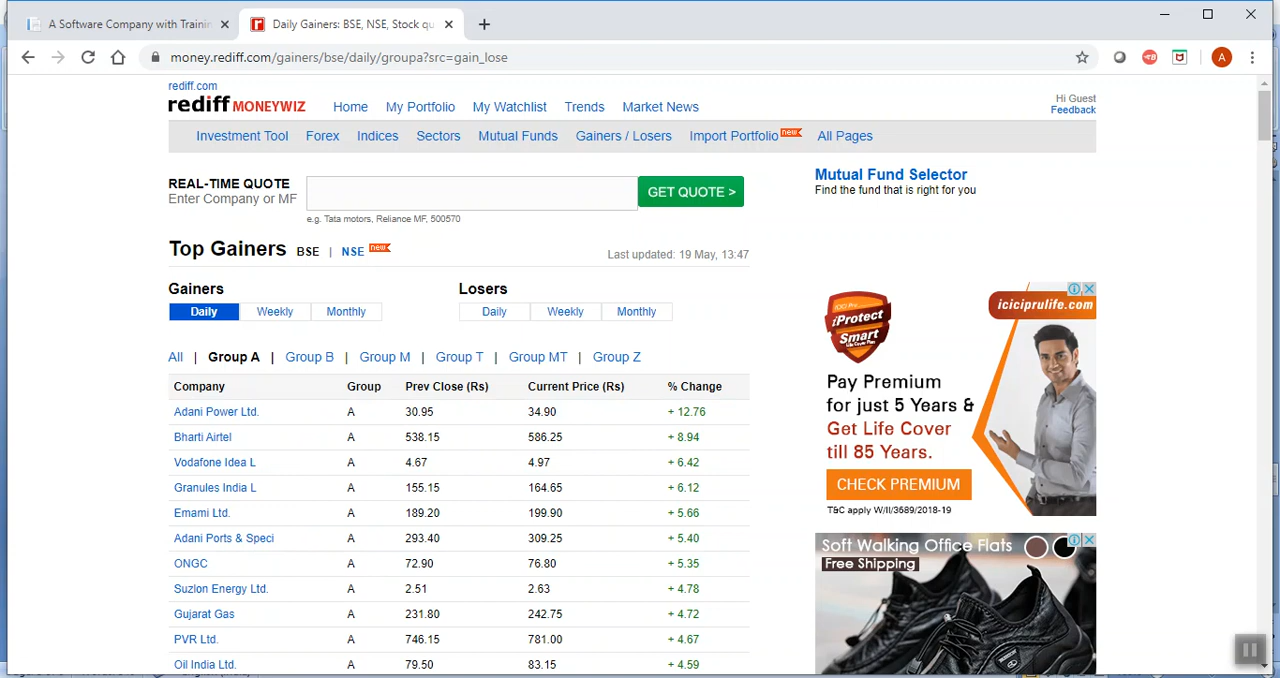 A Software Company with Trainin
Daily Gainers: BSE, NSE, Stock qu
money.rediff.com/gainers/bse/daily/groupa?src=gain_lose
A
rediff.com
rediff MONEYWIZ
Home My Portfolio My Watchlist Trends Market News
Hi Guest
Feedback
Investment Tool Forex Indices Sectors Mutual Funds Gainers / Losers Import Portfolio new All Pages
REAL-TIME QUOTE
Enter Company or MF
GET QUOTE >
e.g. Tata motors, Reliance MF, 500570
Mutual Fund Selector
Find the fund that is right for you
Top Gainers BSE | NSE new
Last updated: 19 May, 13:47
Gainers Losers
Daily Weekly Monthly Daily Weekly Monthly
All | Group A | Group B | Group M | Group T | Group MT | Group Z
Company Group Prev Close (Rs) Current Price (Rs) % Change
Adani Power Ltd. A 30.95 34.90 + 12.76
Bharti Airtel A 538.15 586.25 + 8.94
Vodafone Idea L A 4.67 4.97 + 6.42
Granules India L A 155.15 164.65 + 6.12
Emami Ltd. A 189.20 199.90 + 5.66
Adani Ports & Speci A 293.40 309.25 + 5.40
ONGC A 72.90 76.80 + 5.35
Suzlon Energy Ltd. A 2.51 2.63 + 4.78
Gujarat Gas A 231.80 242.75 + 4.72
PVR Ltd. A 746.15 781.00 + 4.67
Oil India Ltd. A 79.50 83.15 + 4.59
iciciprulife.com
iProtect
Smart
Pay Premium
for just 5 Years &
Get Life Cover
till 85 Years.
CHECK PREMIUM
T&C apply W/II/3689/2018-19
Soft Walking Office Flats
Free Shipping